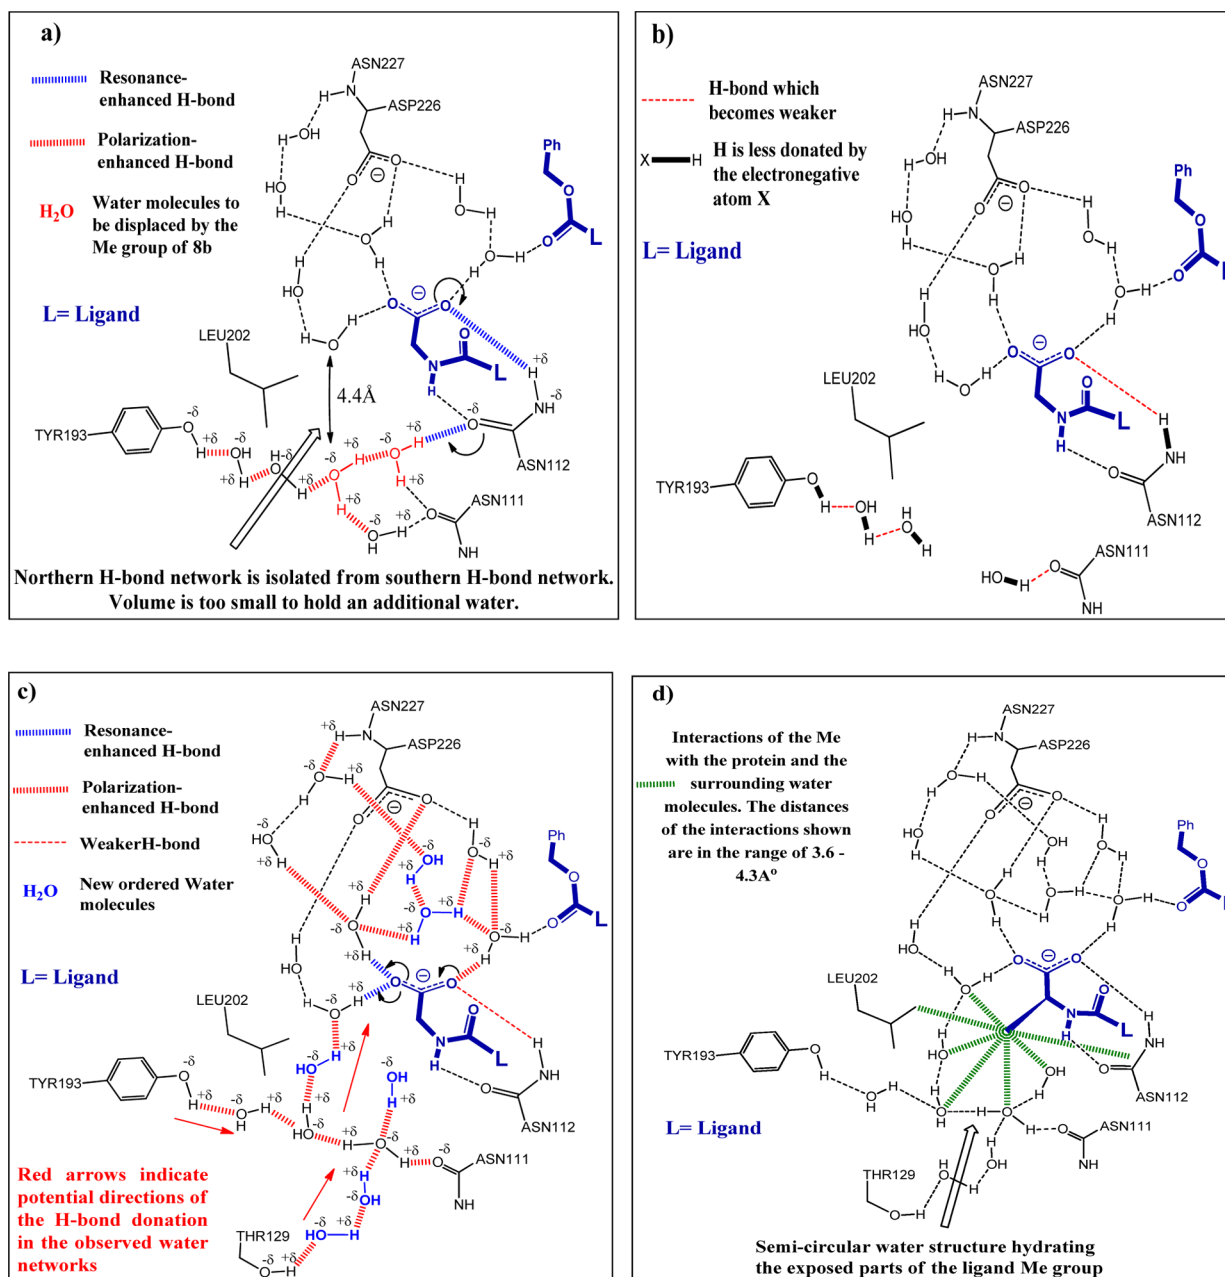 a)
Resonance-
enhanced H-bond
Polarization-
enhanced H-bond
H2O
Water molecules to
be displaced by the
Me group of 8b
L= Ligand
ASN227
ASP226
Ph
LEU202
4.4Å
TYR193
ASN112
ASN111
Northern H-bond network is isolated from southern H-bond network.
Volume is too small to hold an additional water.
b)
H-bond which
becomes weaker
X
H
H is less donated by
the electronegative
atom X
L= Ligand
ASN227
ASP226
Ph
LEU202
TYR193
ASN112
ASN111
c)
Resonance-
enhanced H-bond
Polarization-
enhanced H-bond
WeakerH-bond
H2O
New ordered Water
molecules
L= Ligand
ASN227
ASP226
Ph
LEU202
TYR193
ASN112
ASN111
THR129
Red arrows indicate
potential directions of
the H-bond donation
in the observed water
networks
d)
Interactions of the Me
with the protein and the
surrounding water
molecules. The distances
of the interactions shown
are in the range of 3.6 -
4.3Aº
L= Ligand
ASN227
ASP226
Ph
LEU202
TYR193
ASN112
ASN111
THR129
Semi-circular water structure hydrating
the exposed parts of the ligand Me group